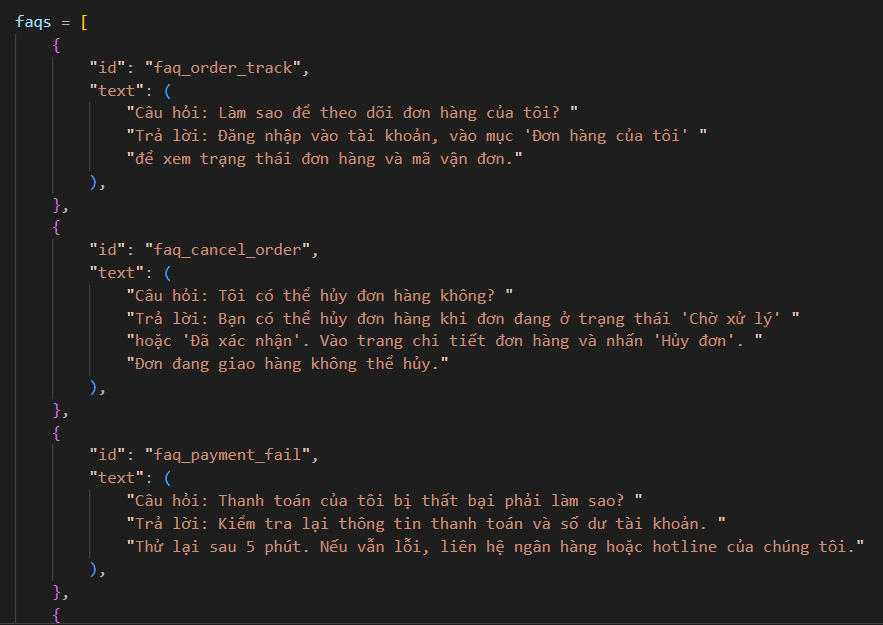 faqs = [
{
"id": "faq_order_track",
"text": (
"Câu hỏi: Làm sao để theo dõi đơn hàng của tôi? "
"Trả lời: Đăng nhập vào tài khoản, vào mục 'Đơn hàng của tôi' "
"để xem trạng thái đơn hàng và mã vận đơn."
),
},
{
"id": "faq_cancel_order",
"text": (
"Câu hỏi: Tôi có thể hủy đơn hàng không? "
"Trả lời: Bạn có thể hủy đơn hàng khi đơn đang ở trạng thái 'Chờ xử lý' "
"hoặc 'Đã xác nhận'. Vào trang chi tiết đơn hàng và nhấn 'Hủy đơn'. "
"Đơn đang giao hàng không thể hủy."
),
},
{
"id": "faq_payment_fail",
"text": (
"Câu hỏi: Thanh toán của tôi bị thất bại phải làm sao? "
"Trả lời: Kiểm tra lại thông tin thanh toán và số dư tài khoản. "
"Thử lại sau 5 phút. Nếu vẫn lỗi, liên hệ ngân hàng hoặc hotline của chúng tôi."
),
},
{